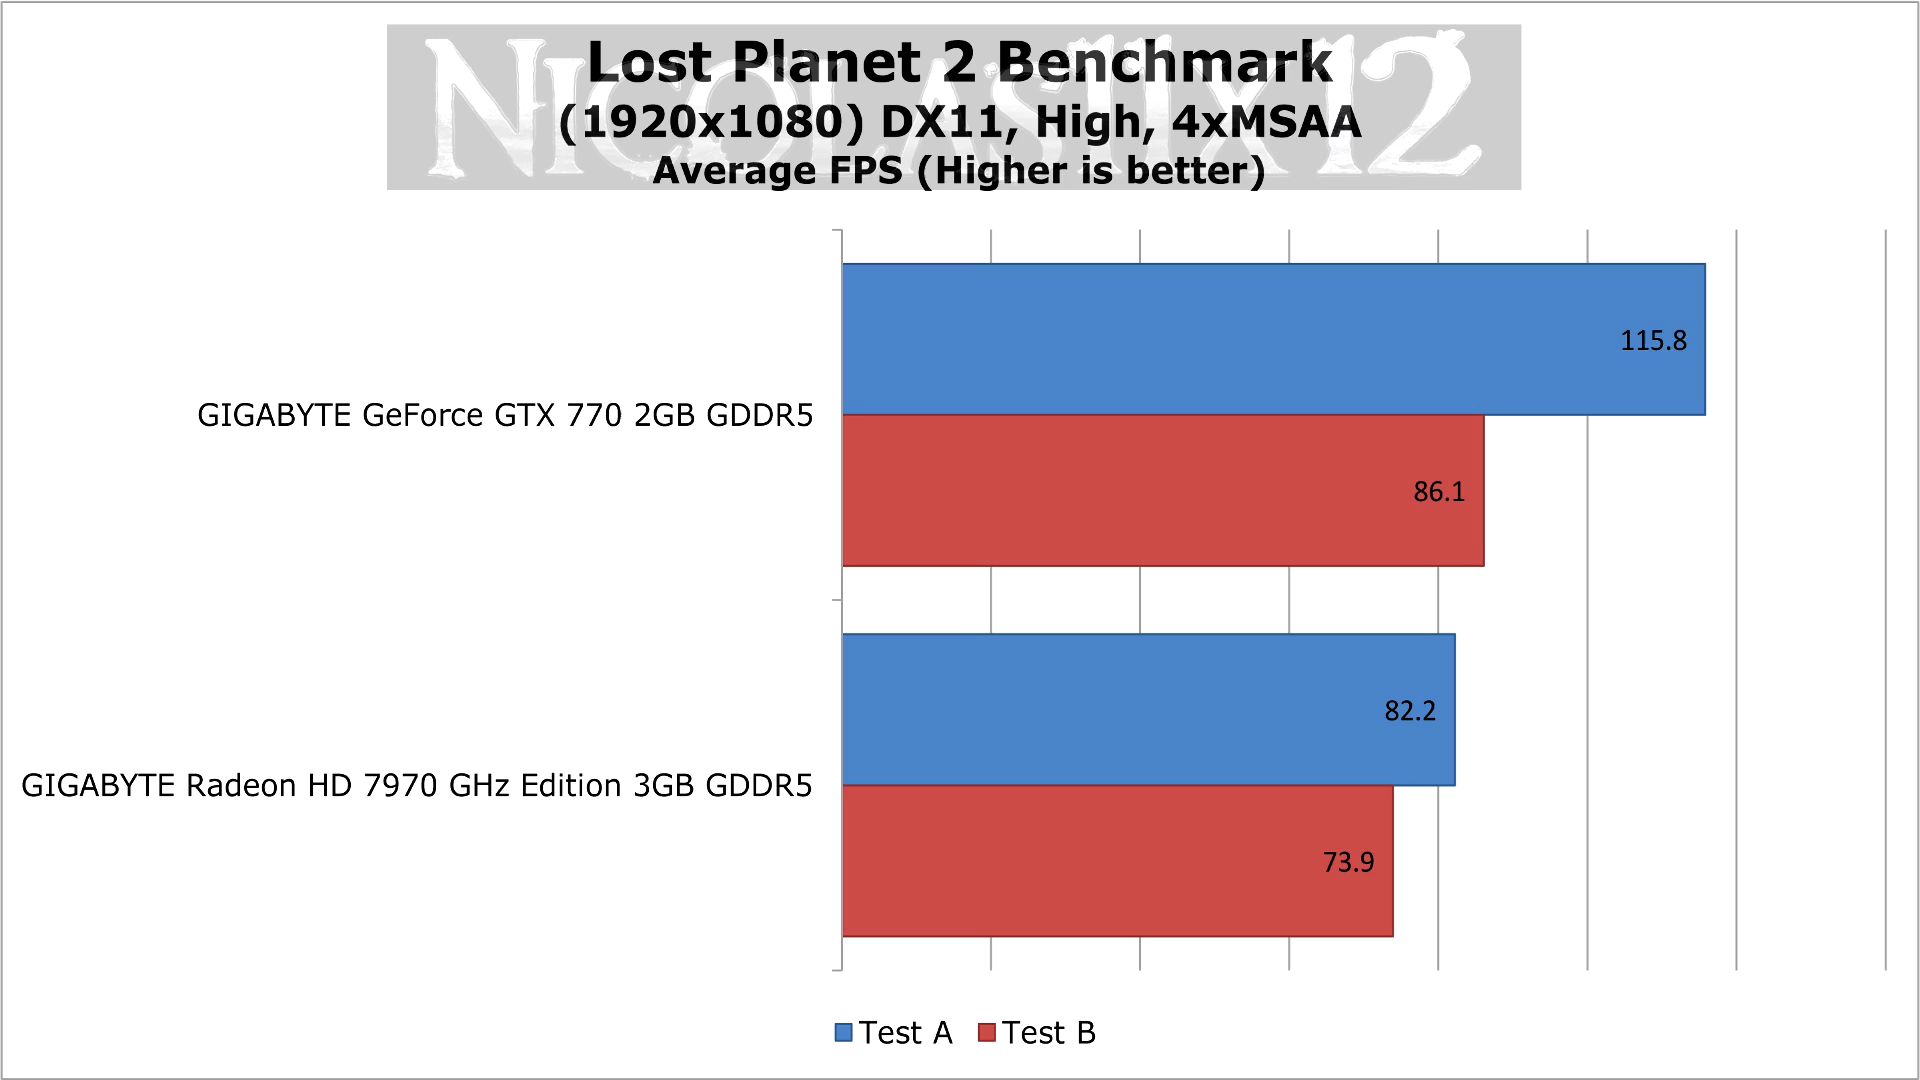 Nicolas11x12
Lost Planet 2 Benchmark
(1920x1080) DX11, High, 4xMSAA
Average FPS (Higher is better)
GIGABYTE GeForce GTX 770 2GB GDDR5
115.8
86.1
GIGABYTE Radeon HD 7970 GHz Edition 3GB GDDR5
82.2
73.9
Test A
Test B